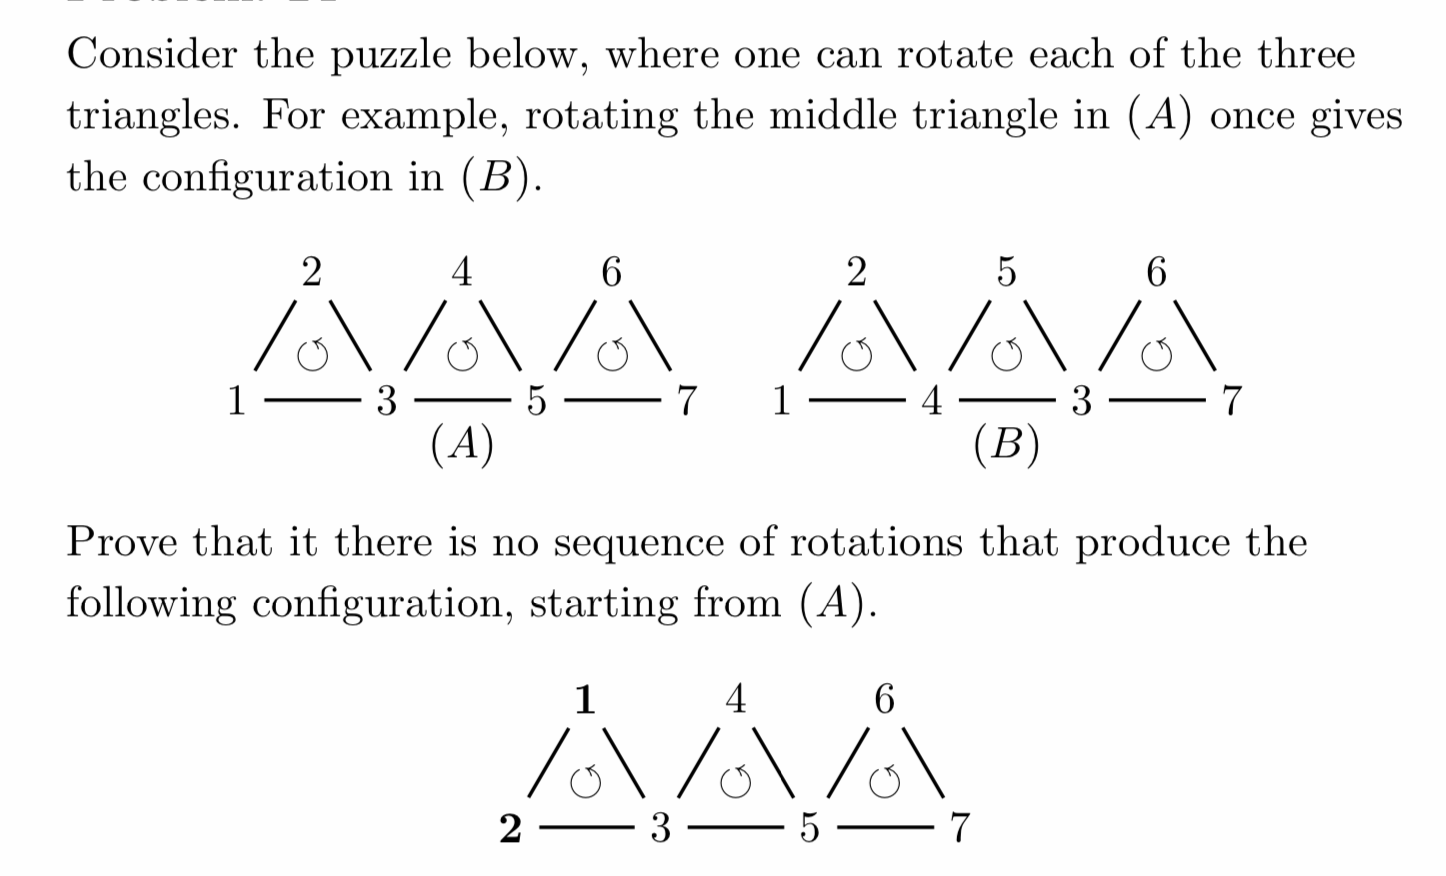 Consider the puzzle below, where one can rotate each of the three
triangles. For example, rotating the middle triangle in (A) once gives
the configuration in (B).
2 4 6 2 5 6
1 3 5 7 1 4 3 7
(A) (B)
Prove that it there is no sequence of rotations that produce the
following configuration, starting from (A).
1 4 6
2 3 5 7